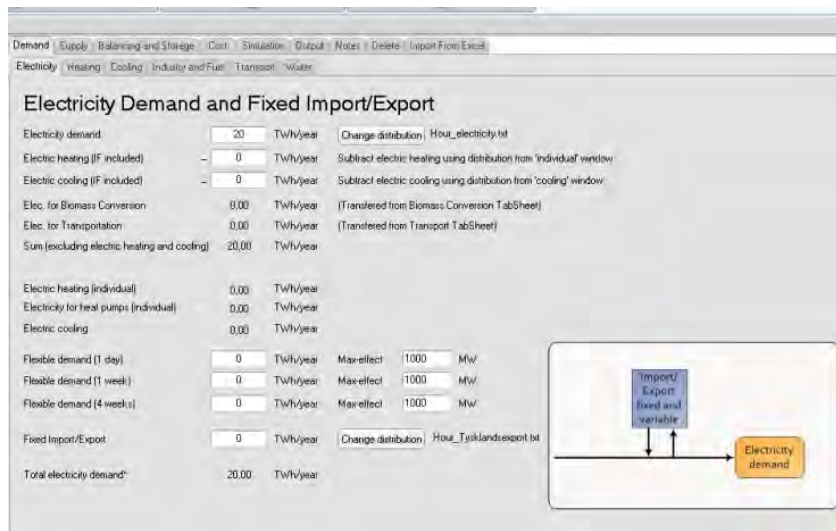 Demand Supply Balancing and Storage Cost Simulation Output Notes Delete Import From Excel
Electricity Heating Cooling Industry and Fuel Transport Water
Electricity Demand and Fixed Import/Export
Electricity demand 20 TWh/year Change distribution Hour_electricity.txt
Electric heating (IF included) – 0 TWh/year Subtract electric heating using distribution from 'individual' window
Electric cooling (IF included) – 0 TWh/year Subtract electric cooling using distribution from 'cooling' window
Elec. for Biomass Conversion 0,00 TWh/year (Transfered from Biomass Conversion TabSheet)
Elec. for Transportation 0,00 TWh/year (Transfered from Transport TabSheet)
Sum (excluding electric heating and cooling) 20,00 TWh/year
Electric heating (individual) 0,00 TWh/year
Electricity for heat pumps (individual) 0,00 TWh/year
Electric cooling 0,00 TWh/year
Flexible demand (1 day) 0 TWh/year Max-effect 1000 MW
Flexible demand (1 week) 0 TWh/year Max-effect 1000 MW
Flexible demand (4 weeks) 0 TWh/year Max-effect 1000 MW
Fixed Import/Export 0 TWh/year Change distribution Hour_Tysklandsexport.txt
Total electricity demand* 20,00 TWh/year
Import/
Export
fixed and
variable
Electricity
demand